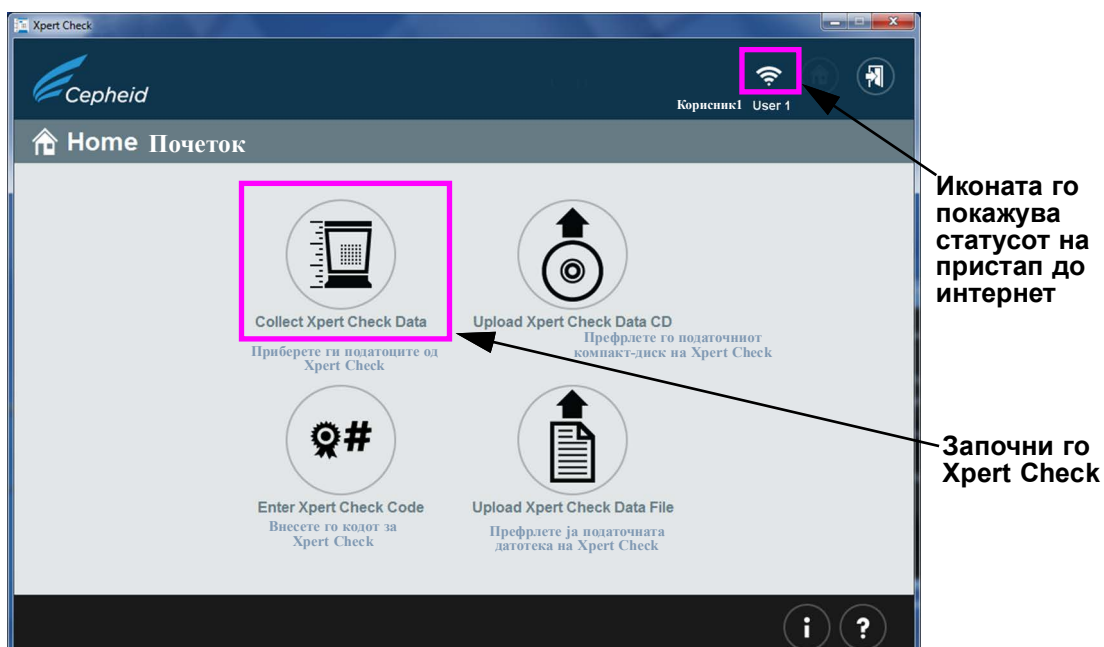 Xpert Check
Cepheid
Корисник1 User 1
Home Почеток
Иконата го
покажува
статусот на
пристап до
интернет
Collect Xpert Check Data
Приберете ги податоците од
Xpert Check
Upload Xpert Check Data CD
Префрлете го податочниот
компакт-диск на Xpert Check
#
Enter Xpert Check Code
Внесете го кодот за
Xpert Check
Upload Xpert Check Data File
Префрлете ја податочната
датотека на Xpert Check
Започни го
Xpert Check
i ?